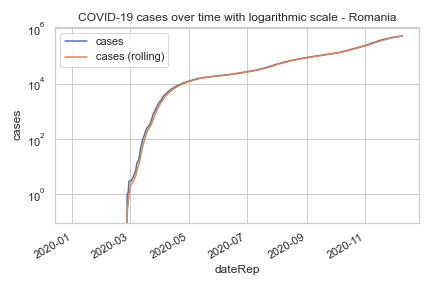 COVID-19 cases over time with logarithmic scale - Romania
cases
cases (rolling)
10^6
10^4
10^2
10^0
cases
2020-01
2020-03
2020-05
2020-07
2020-09
2020-11
dateRep